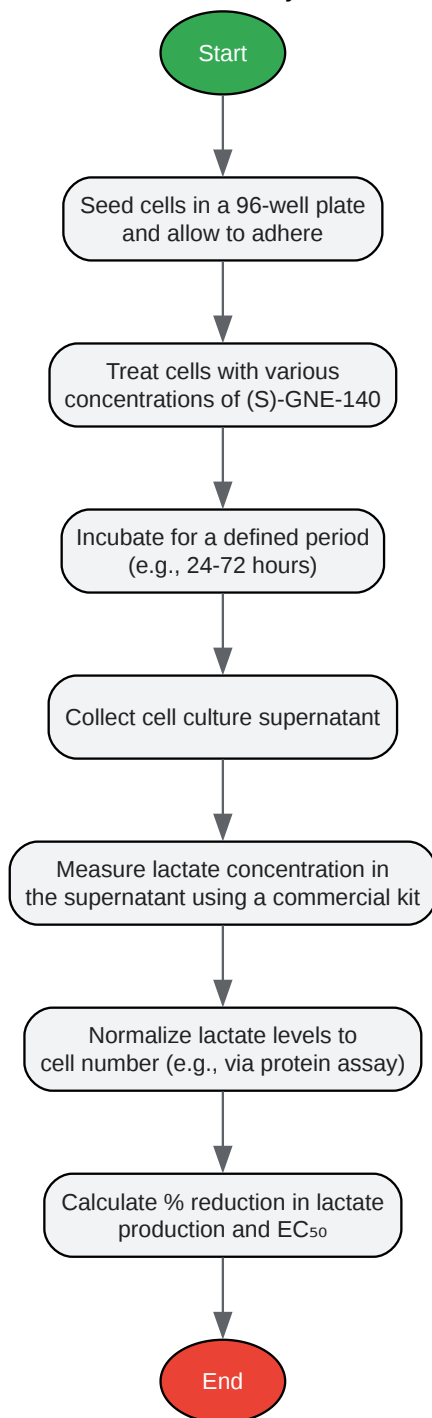 Start
Seed cells in a 96-well plate
and allow to adhere
Treat cells with various
concentrations of (S)-GNE-140
Incubate for a defined period
(e.g., 24-72 hours)
Collect cell culture supernatant
Measure lactate concentration in
the supernatant using a commercial kit
Normalize lactate levels to
cell number (e.g., via protein assay)
Calculate % reduction in lactate
production and EC₅₀
End